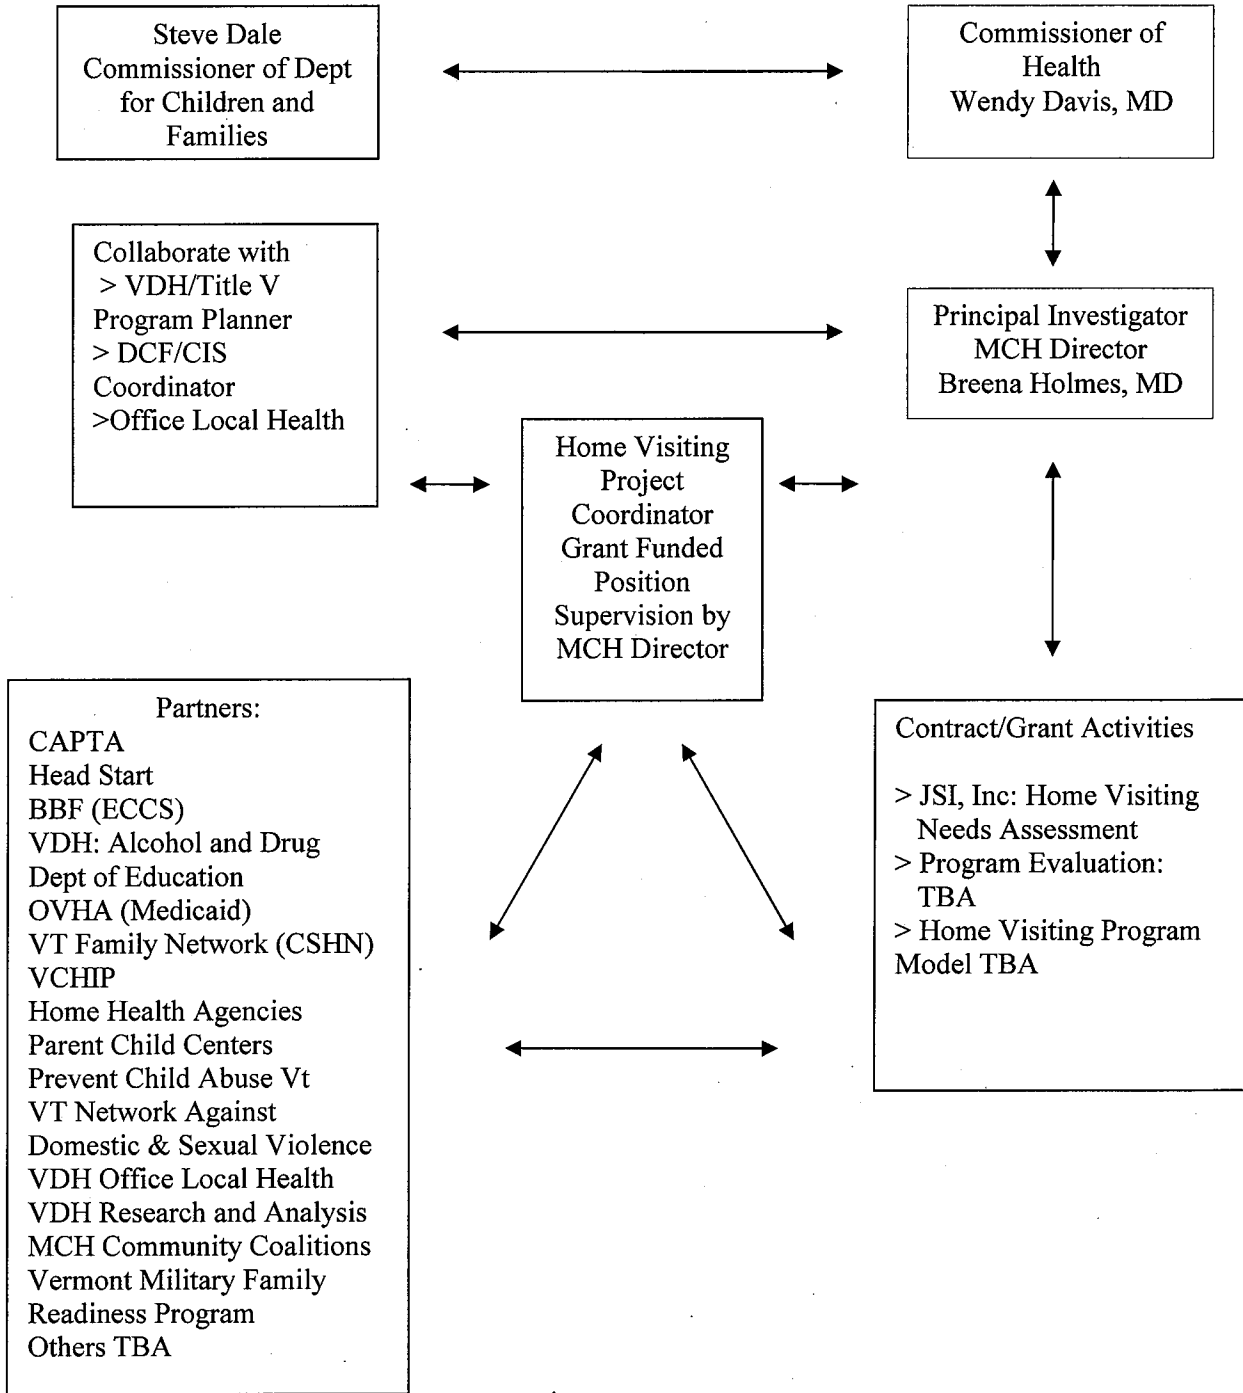 Steve Dale
Commissioner of Dept
for Children and
Families
Commissioner of
Health
Wendy Davis, MD
Collaborate with
> VDH/Title V
Program Planner
> DCF/CIS
Coordinator
>Office Local Health
Principal Investigator
MCH Director
Breena Holmes, MD
Home Visiting
Project
Coordinator
Grant Funded
Position
Supervision by
MCH Director
Partners:
CAPTA
Head Start
BBF (ECCS)
VDH: Alcohol and Drug
Dept of Education
OVHA (Medicaid)
VT Family Network (CSHN)
VCHIP
Home Health Agencies
Parent Child Centers
Prevent Child Abuse Vt
VT Network Against
Domestic & Sexual Violence
VDH Office Local Health
VDH Research and Analysis
MCH Community Coalitions
Vermont Military Family
Readiness Program
Others TBA
Contract/Grant Activities
> JSI, Inc: Home Visiting
Needs Assessment
> Program Evaluation:
TBA
> Home Visiting Program
Model TBA